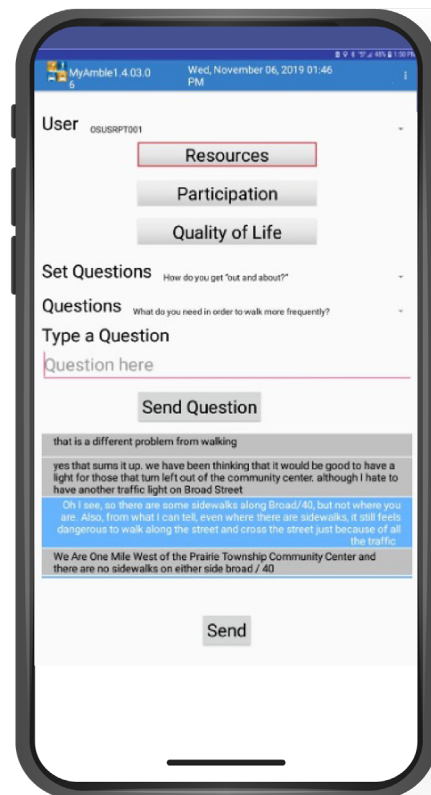 48% 1:50 PM
MyAmble1.4.03.0
6
Wed, November 06, 2019 01:46
PM
User OSUSRPT001
Resources
Participation
Quality of Life
Set Questions How do you get "out and about?"
Questions What do you need in order to walk more frequently?
Type a Question
Question here
Send Question
that is a different problem from walking
yes that sums it up. we have been thinking that it would be good to have a
light for those that turn left out of the community center. although I hate to
have another traffic light on Broad Street
Oh I see, so there are some sidewalks along Broad/40, but not where you
are. Also, from what I can tell, even where there are sidewalks, it still feels
dangerous to walk along the street and cross the street just because of all
the traffic
We Are One Mile West of the Prairie Township Community Center and
there are no sidewalks on either side broad / 40
Send